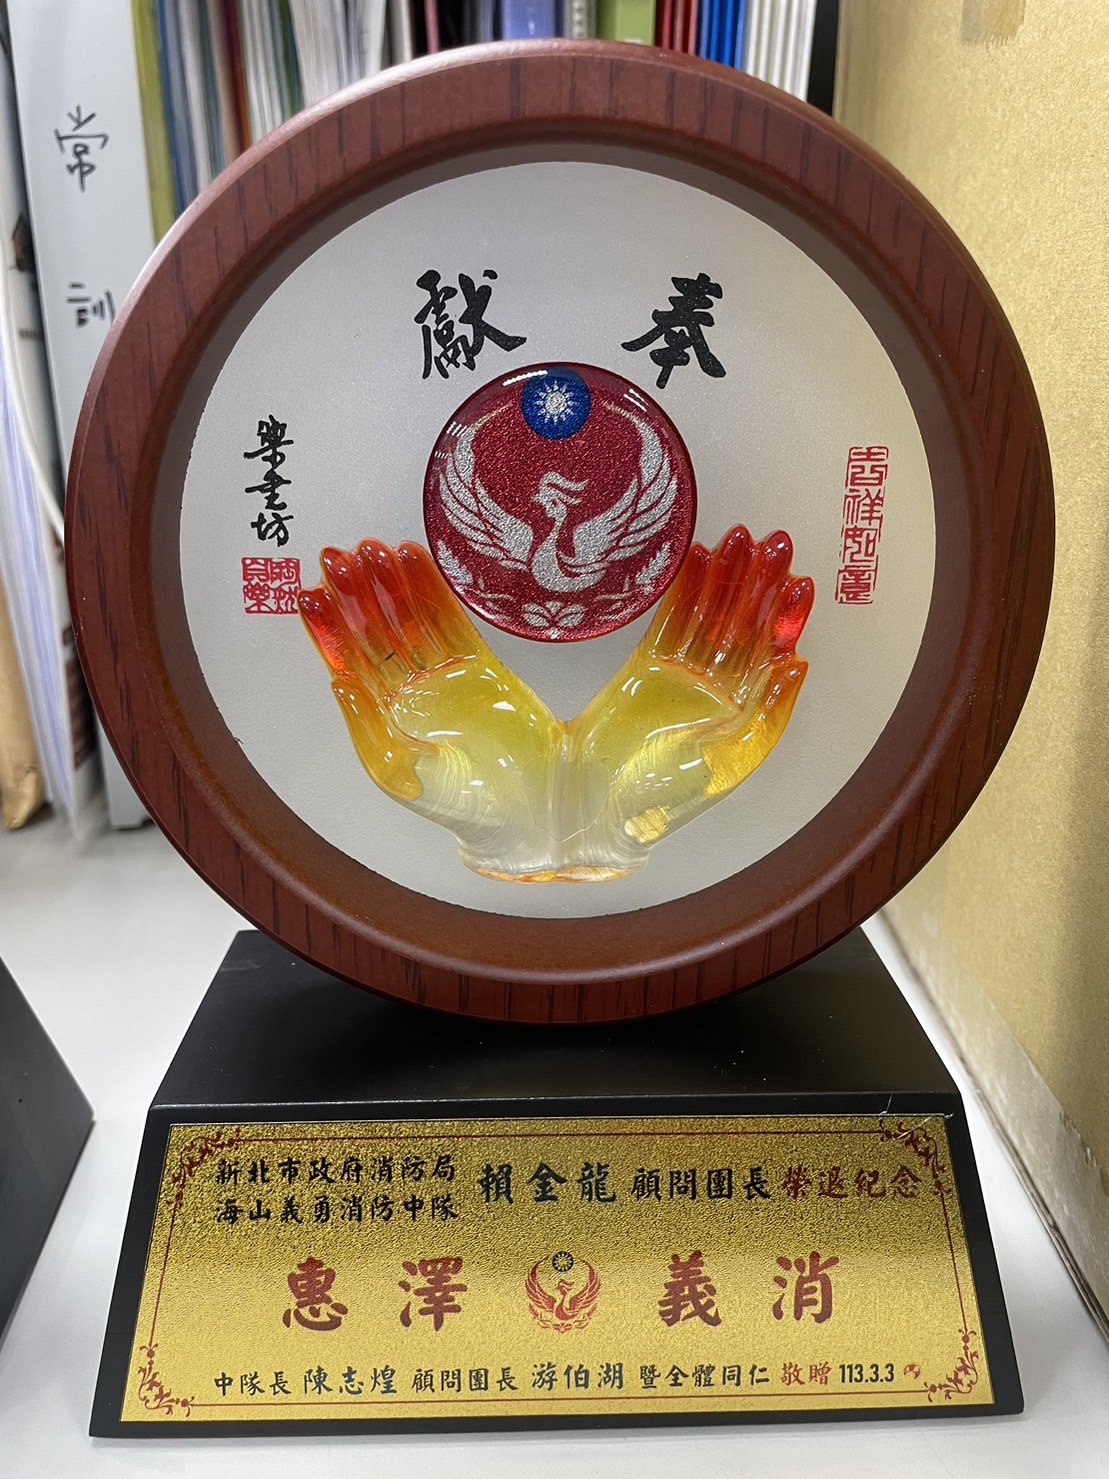 常訓
奉獻
吉祥如意
樂畫坊
新北市政府消防局
海山義勇消防中隊
賴金龍 顧問團長 榮退紀念
惠澤義消
中隊長 陳志煌 顧問團長 游伯湖 暨全體同仁 敬贈 113.3.3